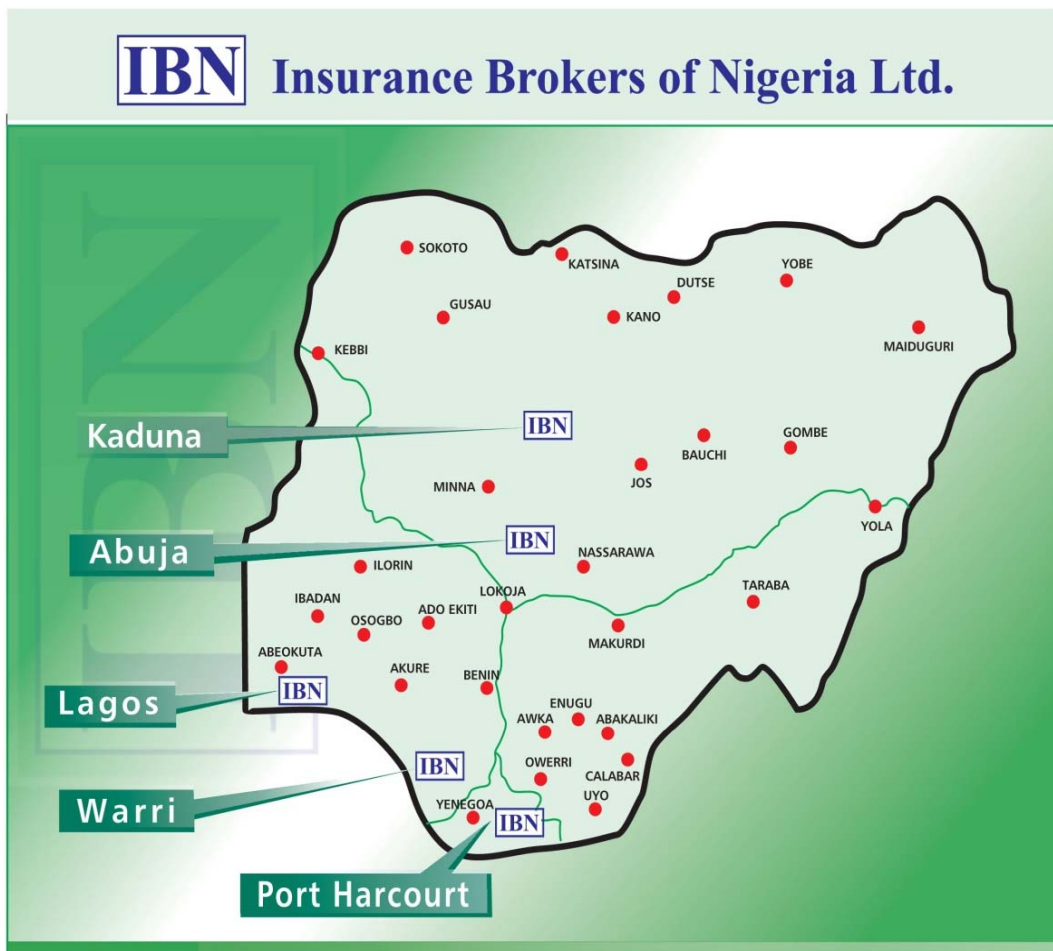 IBN Insurance Brokers of Nigeria Ltd.
IBN
SOKOTO
KATSINA
YOBE
DUTSE
GUSAU
KANO
MAIDUGURI
KEBBI
Kaduna
IBN
GOMBE
BAUCHI
JOS
MINNA
YOLA
Abuja
IBN
NASSARAWA
ILORIN
TARABA
LOKOJA
IBADAN
ADO EKITI
OSOGBO
MAKURDI
ABEOKUTA
AKURE
BENIN
Lagos
IBN
ENUGU
AWKA
ABAKALIKI
OWERRI
CALABAR
Warri
IBN
UYO
YENEGOA
IBN
Port Harcourt